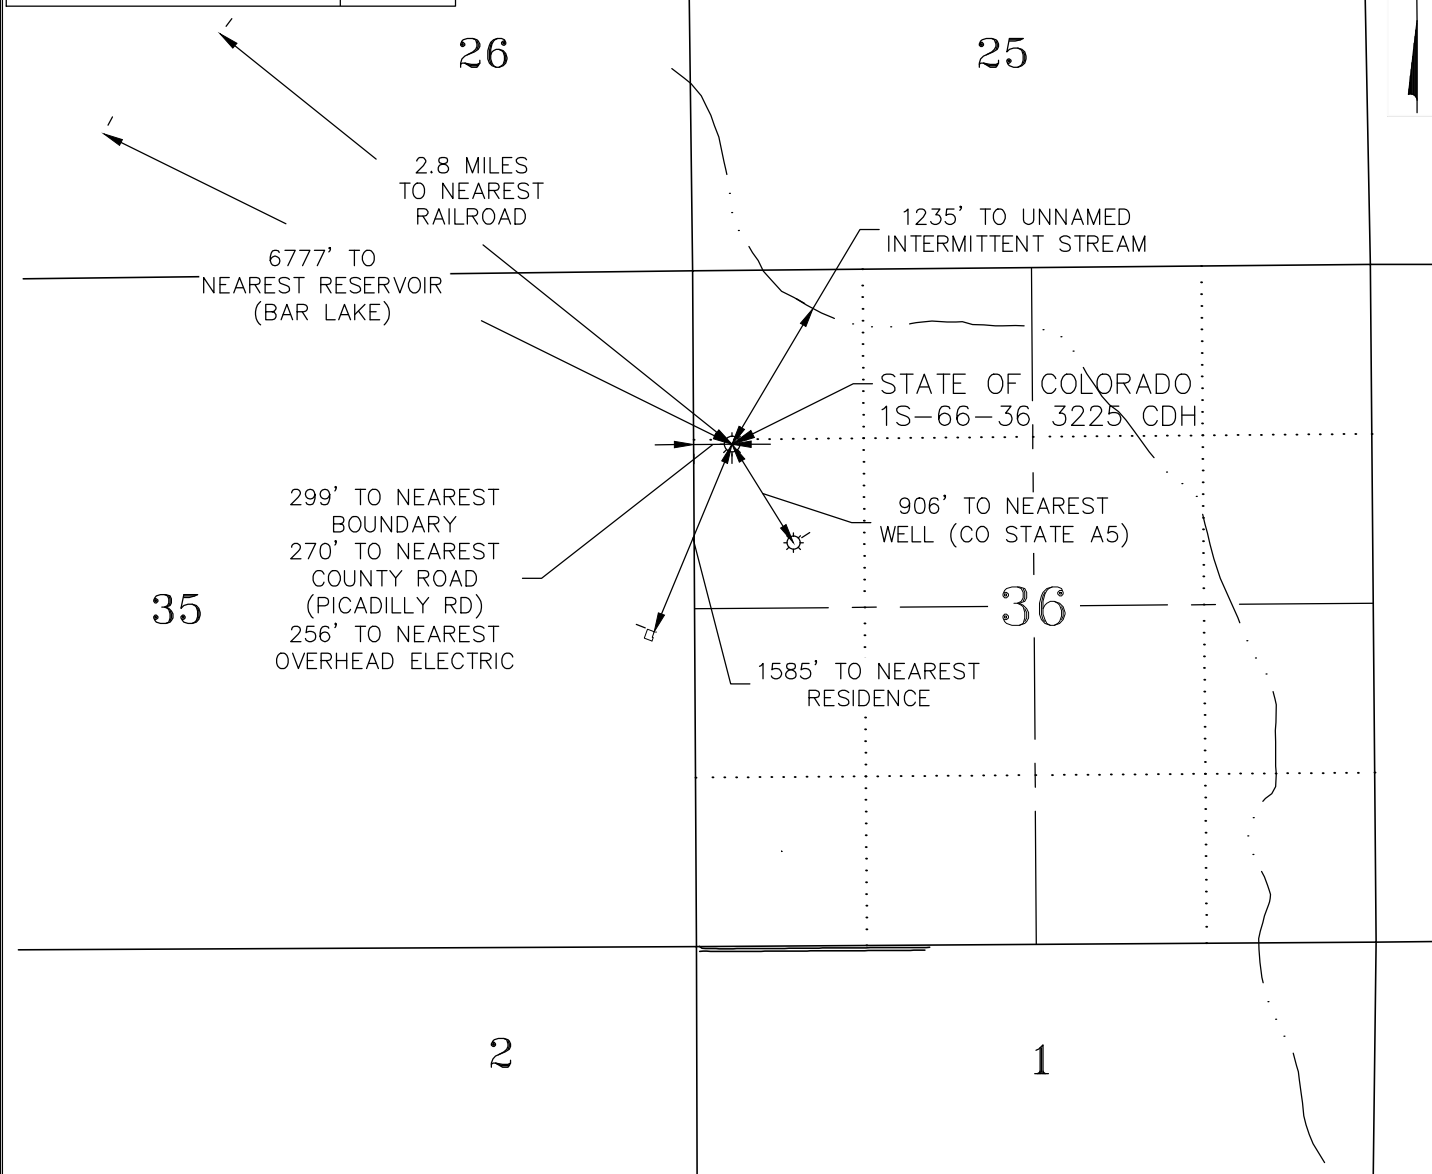 26
25
2.8 MILES
TO NEAREST
RAILROAD
1235' TO UNNAMED
INTERMITTENT STREAM
6777' TO
NEAREST RESERVOIR
(BAR LAKE)
STATE OF COLORADO
1S-66-36 3225 CDH
299' TO NEAREST
BOUNDARY
270' TO NEAREST
COUNTY ROAD
(PICADILLY RD)
256' TO NEAREST
OVERHEAD ELECTRIC
906' TO NEAREST
WELL (CO STATE A5)
35
36
1585' TO NEAREST
RESIDENCE
2
1